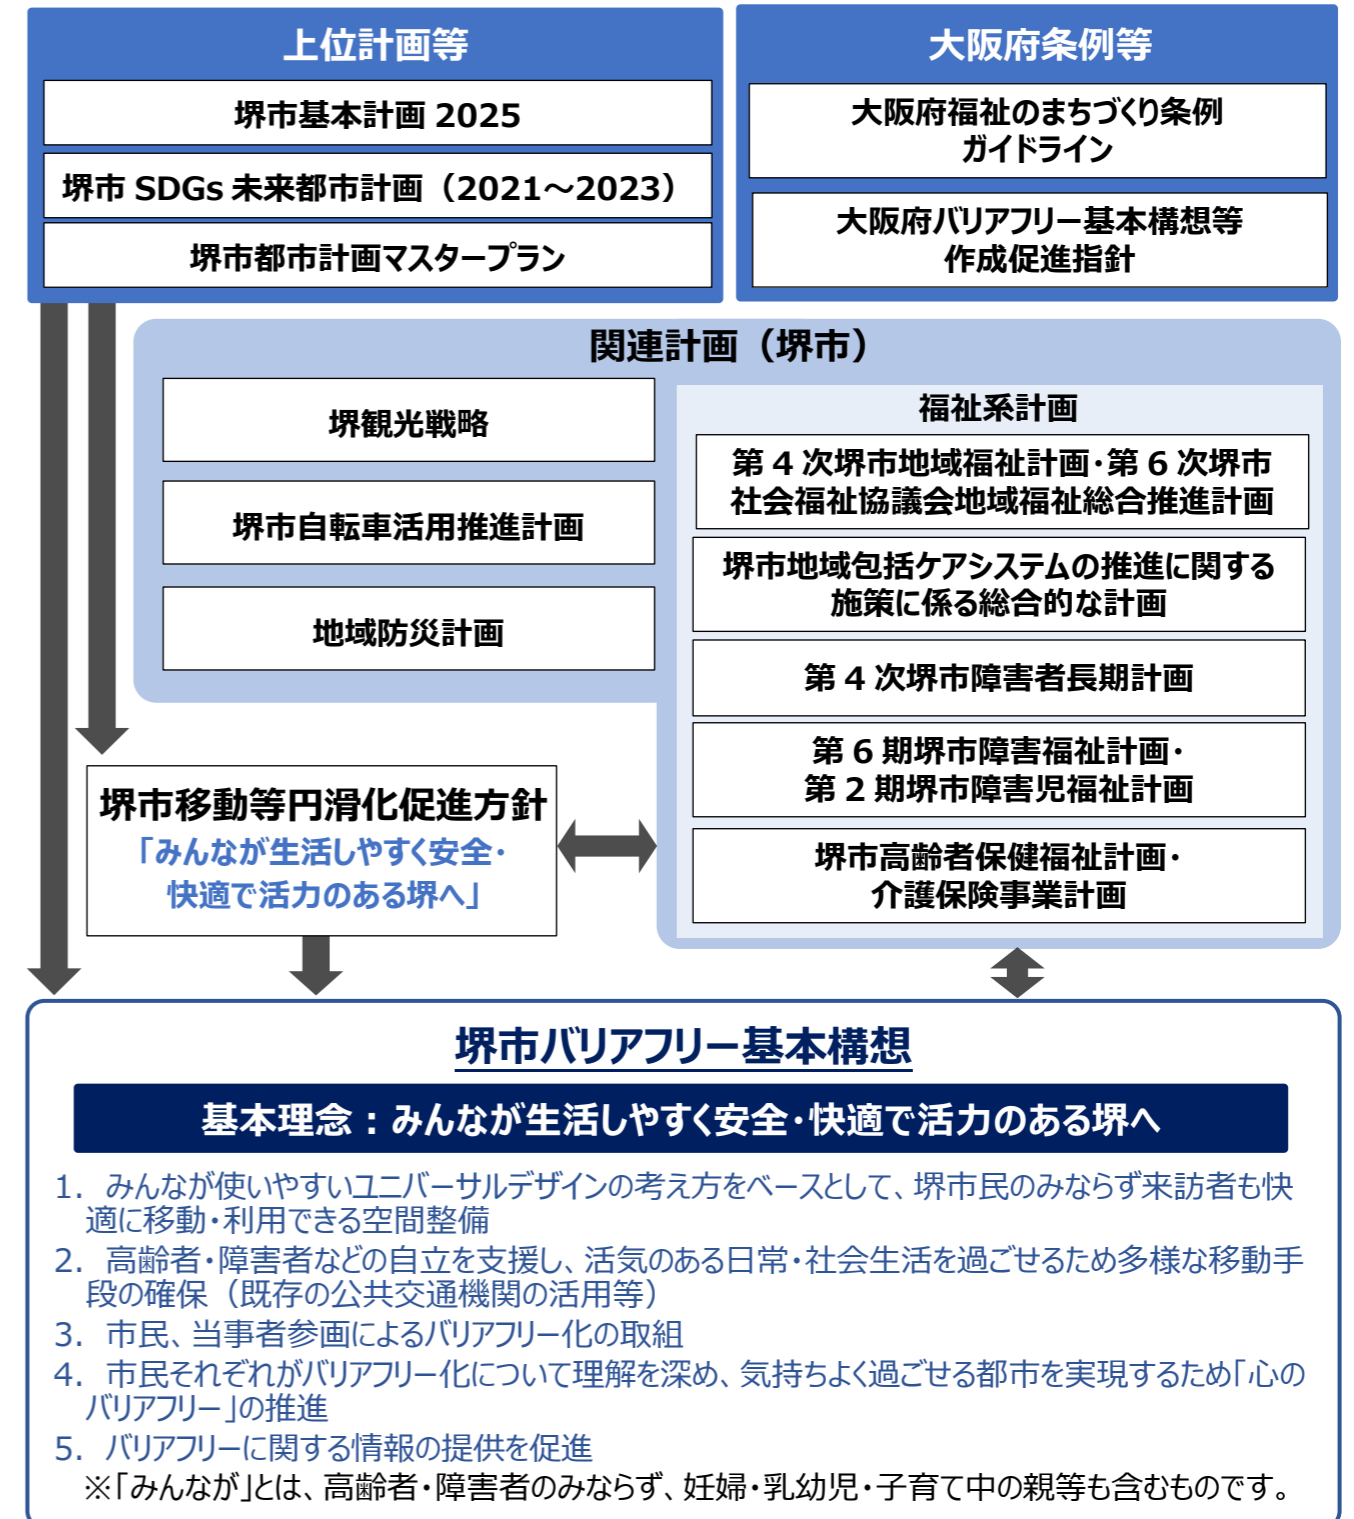 上位計画等
堺市基本計画 2025
堺市 SDGs 未来都市計画（2021～2023）
堺市都市計画マスタープラン
大阪府条例等
大阪府福祉のまちづくり条例
ガイドライン
大阪府バリアフリー基本構想等
作成促進指針
関連計画（堺市）
堺観光戦略
堺市自転車活用推進計画
地域防災計画
福祉系計画
第 4 次堺市地域福祉計画・第 6 次堺市
社会福祉協議会地域福祉総合推進計画
堺市地域包括ケアシステムの推進に関する
施策に係る総合的な計画
第 4 次堺市障害者長期計画
第 6 期堺市障害福祉計画・
第 2 期堺市障害児福祉計画
堺市高齢者保健福祉計画・
介護保険事業計画
堺市移動等円滑化促進方針
「みんなが生活しやすく安全・
快適で活力のある堺へ」
堺市バリアフリー基本構想
基本理念：みんなが生活しやすく安全・快適で活力のある堺へ
1. みんなが使いやすいユニバーサルデザインの考え方をベースとして、堺市民のみならず来訪者も快
適に移動・利用できる空間整備
2. 高齢者・障害者などの自立を支援し、活気のある日常・社会生活を過ごせるため多様な移動手
段の確保（既存の公共交通機関の活用等）
3. 市民、当事者参画によるバリアフリー化の取組
4. 市民それぞれがバリアフリー化について理解を深め、気持ちよく過ごせる都市を実現するため「心の
バリアフリー」の推進
5. バリアフリーに関する情報の提供を促進
※「みんなが」とは、高齢者・障害者のみならず、妊婦・乳幼児・子育て中の親等も含むものです。